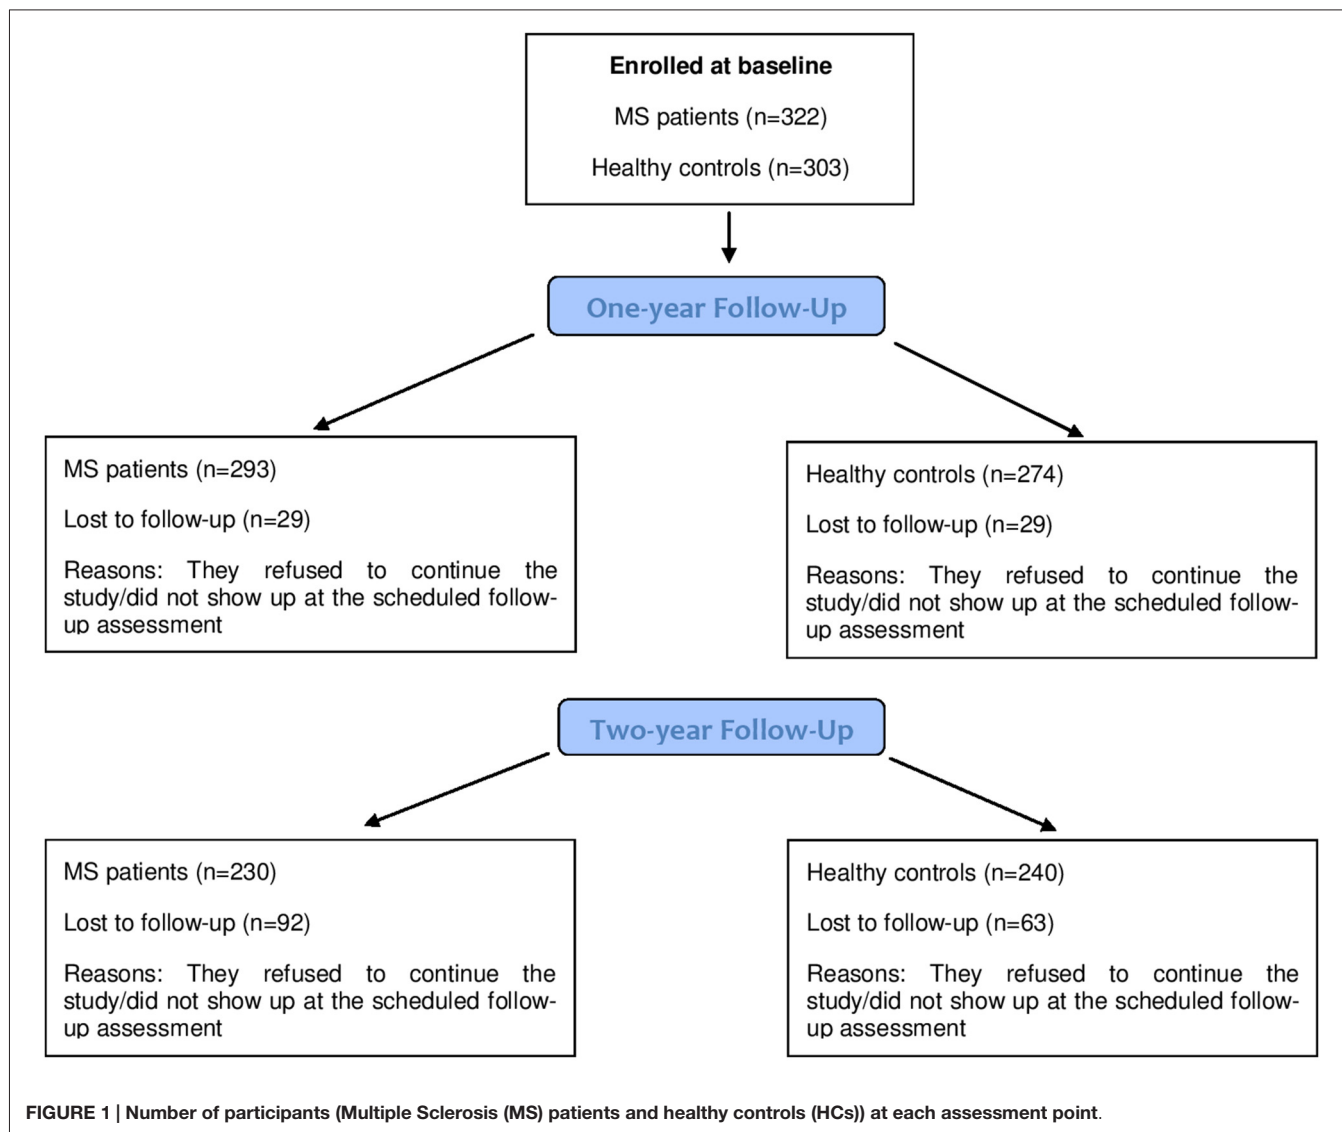 Enrolled at baseline
MS patients (n=322)
Healthy controls (n=303)
One-year Follow-Up
MS patients (n=293)
Lost to follow-up (n=29)
Reasons: They refused to continue the
study/did not show up at the scheduled follow-
up assessment
Healthy controls (n=274)
Lost to follow-up (n=29)
Reasons: They refused to continue the
study/did not show up at the scheduled follow-
up assessment
Two-year Follow-Up
MS patients (n=230)
Lost to follow-up (n=92)
Reasons: They refused to continue the
study/did not show up at the scheduled follow-
up assessment
Healthy controls (n=240)
Lost to follow-up (n=63)
Reasons: They refused to continue the
study/did not show up at the scheduled follow-
up assessment
FIGURE 1 | Number of participants (Multiple Sclerosis (MS) patients and healthy controls (HCs)) at each assessment point.